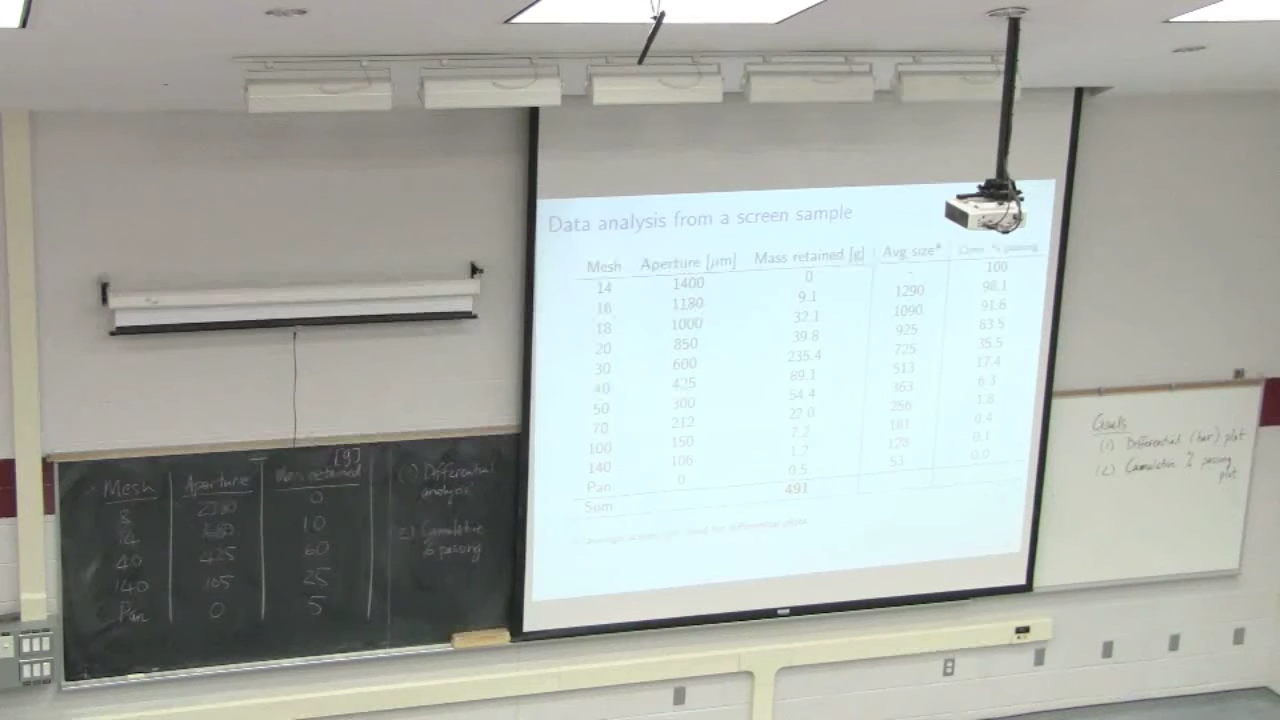 Data analysis from a screen sample
Mesh Aperture [μm] Mass retained [g] Avg size* Cum. % passing
14 1400 0 - 100
16 1180 9.1 1290 98.1
18 1000 32.1 1090 91.6
20 850 39.8 925 83.5
30 600 235.4 725 35.5
40 425 89.1 513 17.4
50 300 54.4 363 6.3
70 212 22.0 256 1.8
100 150 7.2 181 0.4
140 106 1.2 128 0.1
Pan 0 0.5 53 0.0
Sum 491
used for differential plots
[g]
Mesh Aperture Mass retained
8 0
14 10
40 425 60
140 105 25
Pan 0 5
(1) Differential
analysis
2) Cumulative
% passing
Goals
(1) Differential (bar) plot
(2) Cumulative % passing
plot